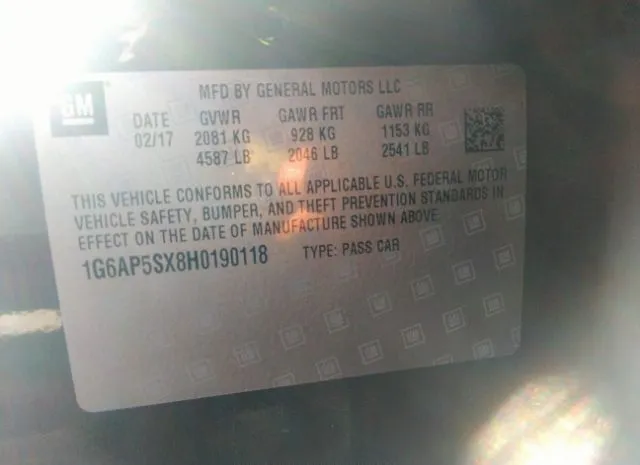 GM
MFD BY GENERAL MOTORS LLC
DATE GVWR GAWR FRT GAWR RR
02/17 2081 KG 928 KG 1153 KG
4587 LB 2046 LB 2541 LB
THIS VEHICLE CONFORMS TO ALL APPLICABLE U.S. FEDERAL MOTOR
VEHICLE SAFETY, BUMPER, AND THEFT PREVENTION STANDARDS IN
EFFECT ON THE DATE OF MANUFACTURE SHOWN ABOVE.
1G6AP5SX8H0190118 TYPE: PASS CAR